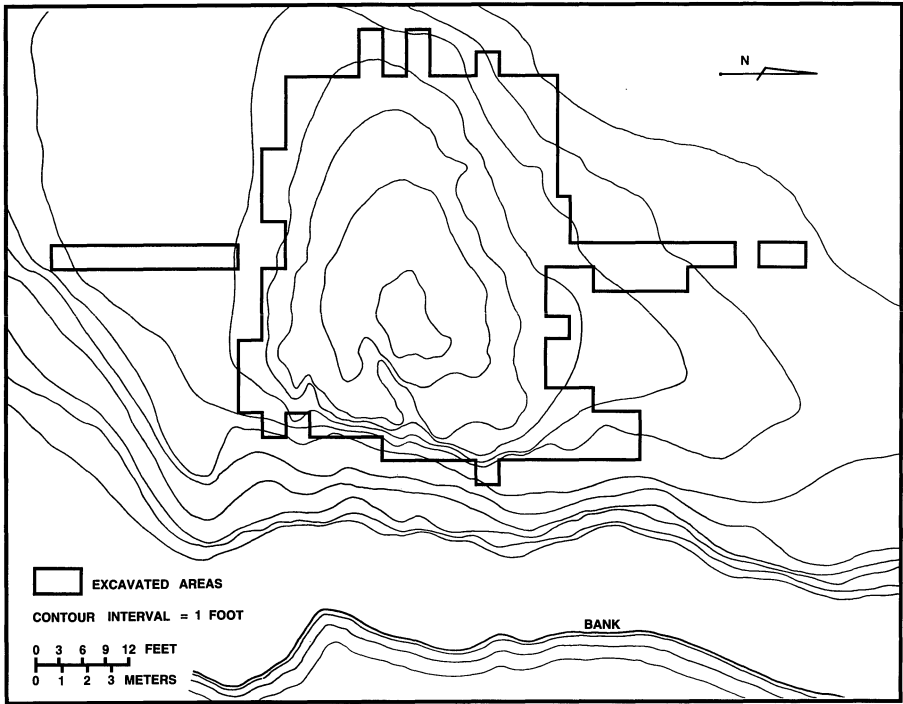 N
BANK
EXCAVATED AREAS
CONTOUR INTERVAL = 1 FOOT
0 3 6 9 12 FEET
0 1 2 3 METERS